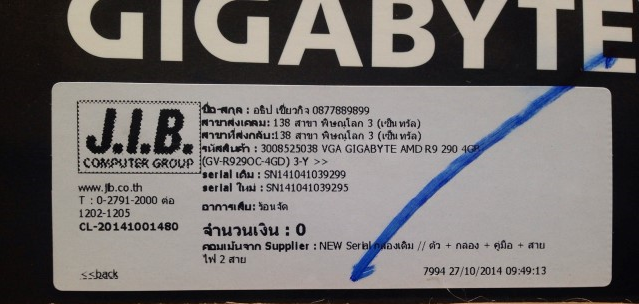 GIGABYTE
J.I.B.
COMPUTER GROUP
www.jib.co.th
T : 0-2791-2000 ต่อ
1202-1205
CL-20141001480
<<back
ชื่อ-สกุล : อธิป เขียวกิจ 0877889899
สาขาส่งเคลม: 138 สาขา พิษณุโลก 3 (เซ็นทรัล)
สาขาที่ส่งกลับ:138 สาขา พิษณุโลก 3 (เซ็นทรัล)
รหัสสินค้า : 3008525038 VGA GIGABYTE AMD R9 290 4GB
(GV-R929OC-4GD) 3-Y >>
serial เดิม : SN141041039299
serial ใหม่ : SN141041039295
อาการเสีย: ร้อนจัด
จำนวนเงิน : 0
คอมเม้นจาก Supplier : NEW Serial กล่องเดิม // ตัว + กล่อง + คู่มือ + สาย
ไฟ 2 สาย
7994 27/10/2014 09:49:13